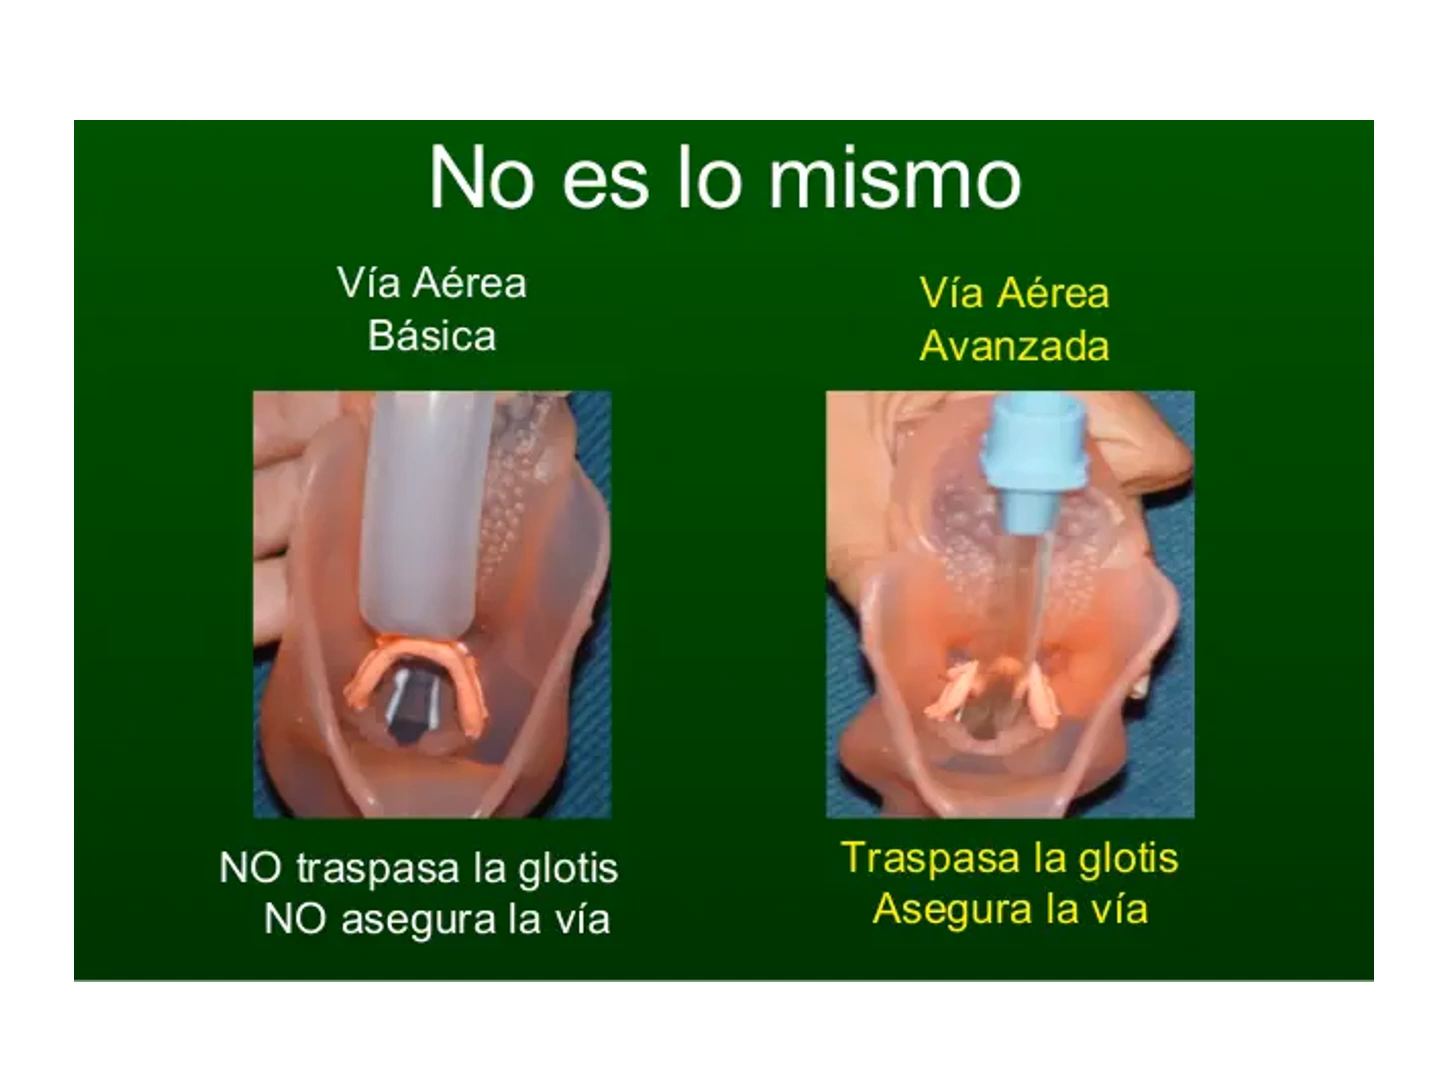 No es lo mismo
Vía Aérea
Básica
Vía Aérea
Avanzada
NO traspasa la glotis
NO asegura la vía
Traspasa la glotis
Asegura la vía